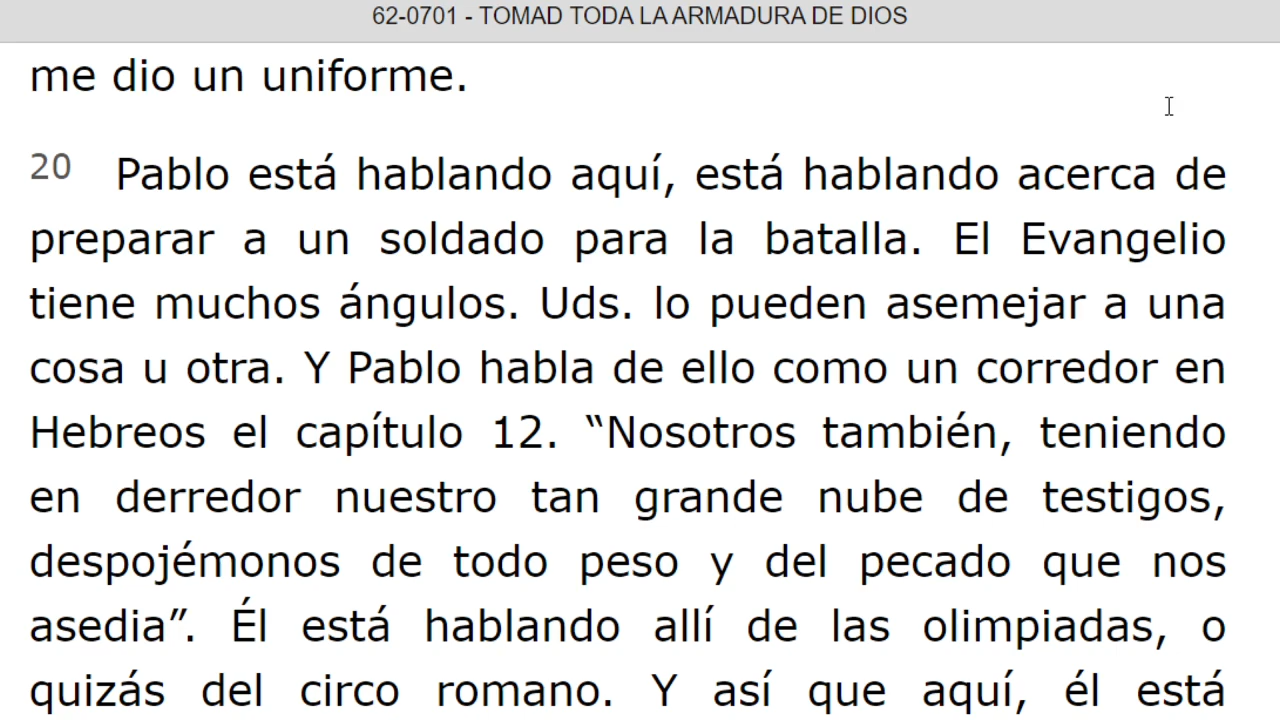 62-0701 - TOMAD TODA LA ARMADURA DE DIOS
me dio un uniforme.
20 Pablo está hablando aquí, está hablando acerca de
preparar a un soldado para la batalla. El Evangelio
tiene muchos ángulos. Uds. lo pueden asemejar a una
cosa u otra. Y Pablo habla de ello como un corredor en
Hebreos el capítulo 12. “Nosotros también, teniendo
en derredor nuestro tan grande nube de testigos,
despojémonos de todo peso y del pecado que nos
asedia”. Él está hablando allí de las olimpiadas, o
quizás del circo romano. Y así que aquí, él está